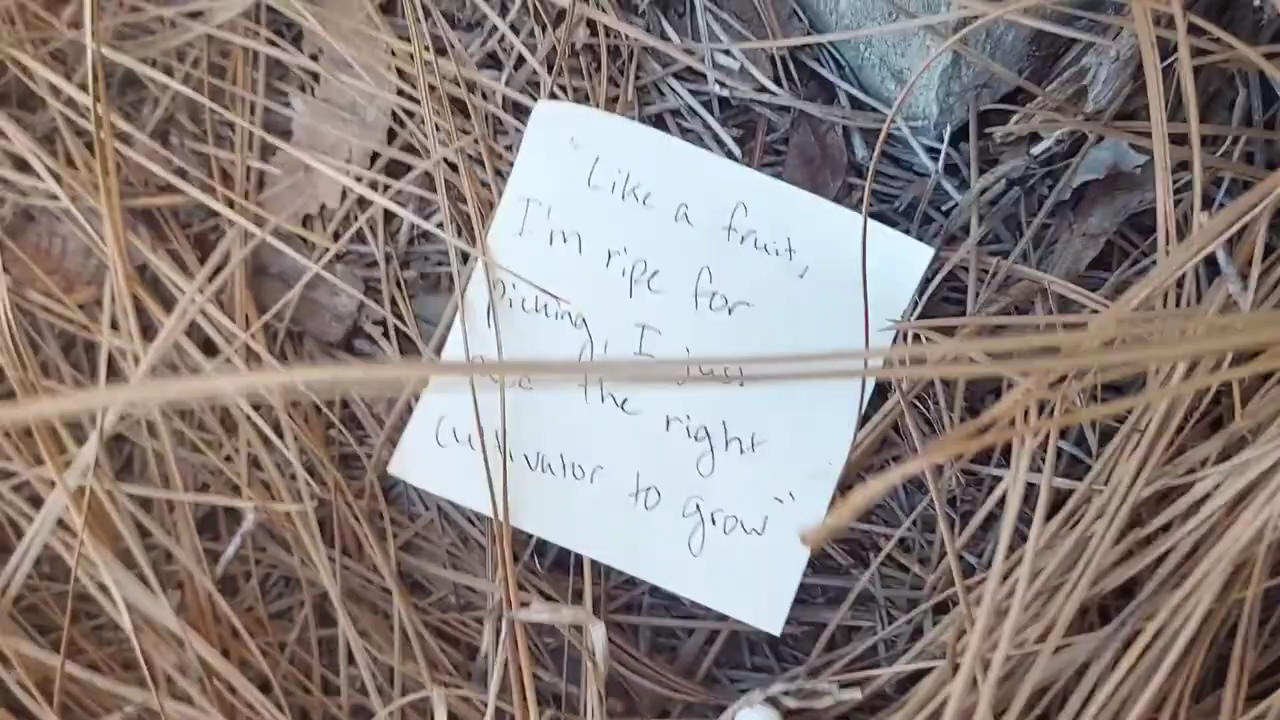 "Like a fruit,
I'm ripe for
picking, I just
the right
cultivator to grow"